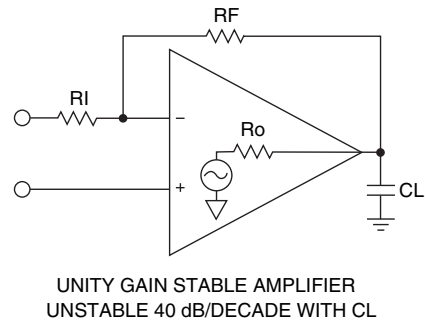 RF
RI
−
Ro
+
CL
UNITY GAIN STABLE AMPLIFIER
UNSTABLE 40 dB/DECADE WITH CL